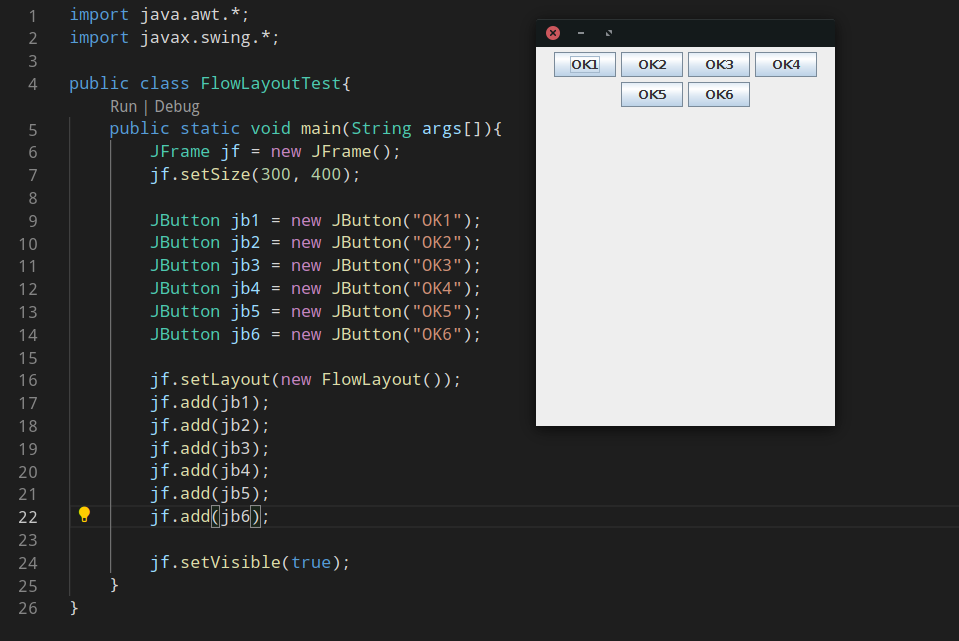 1 import java.awt.*;
2 import javax.swing.*;
3
4 public class FlowLayoutTest{
Run | Debug
5 public static void main(String args[]){
6 JFrame jf = new JFrame();
7 jf.setSize(300, 400);
8
9 JButton jb1 = new JButton("OK1");
10 JButton jb2 = new JButton("OK2");
11 JButton jb3 = new JButton("OK3");
12 JButton jb4 = new JButton("OK4");
13 JButton jb5 = new JButton("OK5");
14 JButton jb6 = new JButton("OK6");
15
16 jf.setLayout(new FlowLayout());
17 jf.add(jb1);
18 jf.add(jb2);
19 jf.add(jb3);
20 jf.add(jb4);
21 jf.add(jb5);
22 jf.add(jb6);
23
24 jf.setVisible(true);
25 }
26 }
OK1 OK2 OK3 OK4
OK5 OK6